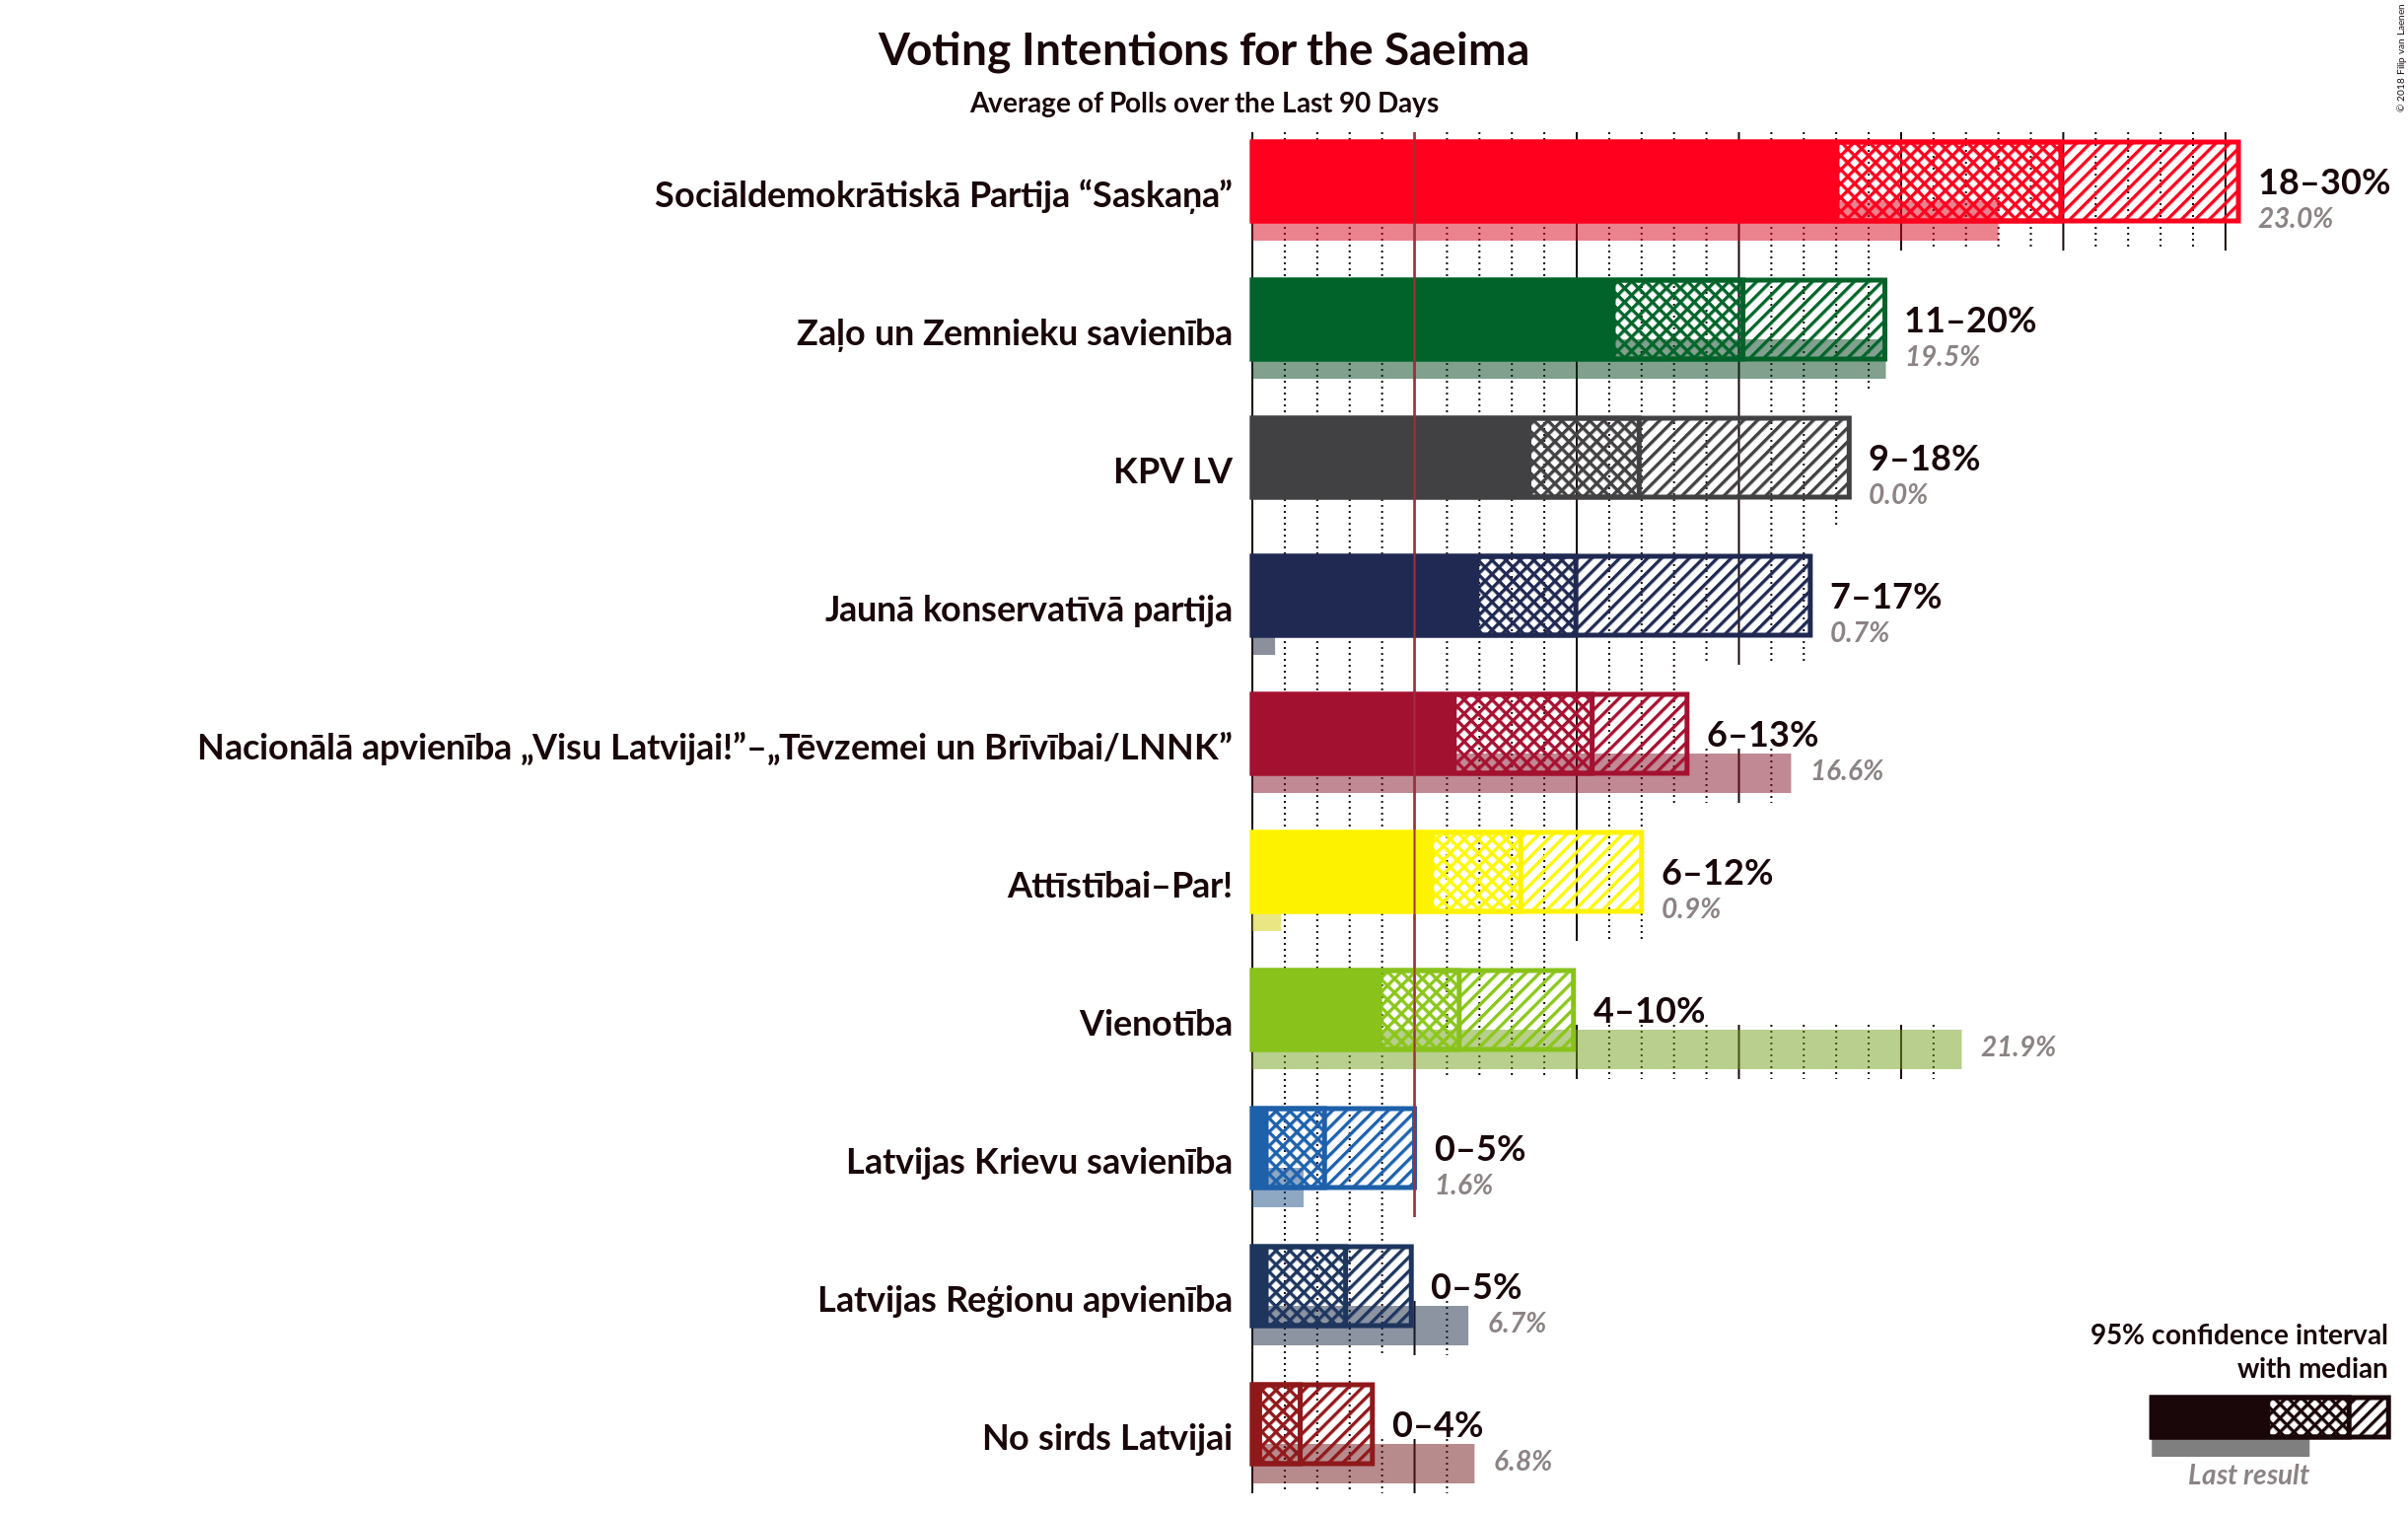 Voting Intentions for the Saeima
Average of Polls over the Last 90 Days
© 2018 Filip van Laenen
Sociāldemokrātiskā Partija “Saskaņa”
18–30%
23.0%
Zaļo un Zemnieku savienība
11–20%
19.5%
KPV LV
9–18%
0.0%
Jaunā konservatīvā partija
7–17%
0.7%
Nacionālā apvienība „Visu Latvijai!”–„Tēvzemei un Brīvībai/LNNK”
6–13%
16.6%
Attīstībai–Par!
6–12%
0.9%
Vienotība
4–10%
21.9%
Latvijas Krievu savienība
0–5%
1.6%
Latvijas Reģionu apvienība
0–5%
6.7%
No sirds Latvijai
0–4%
6.8%
95% confidence interval
with median
Last result